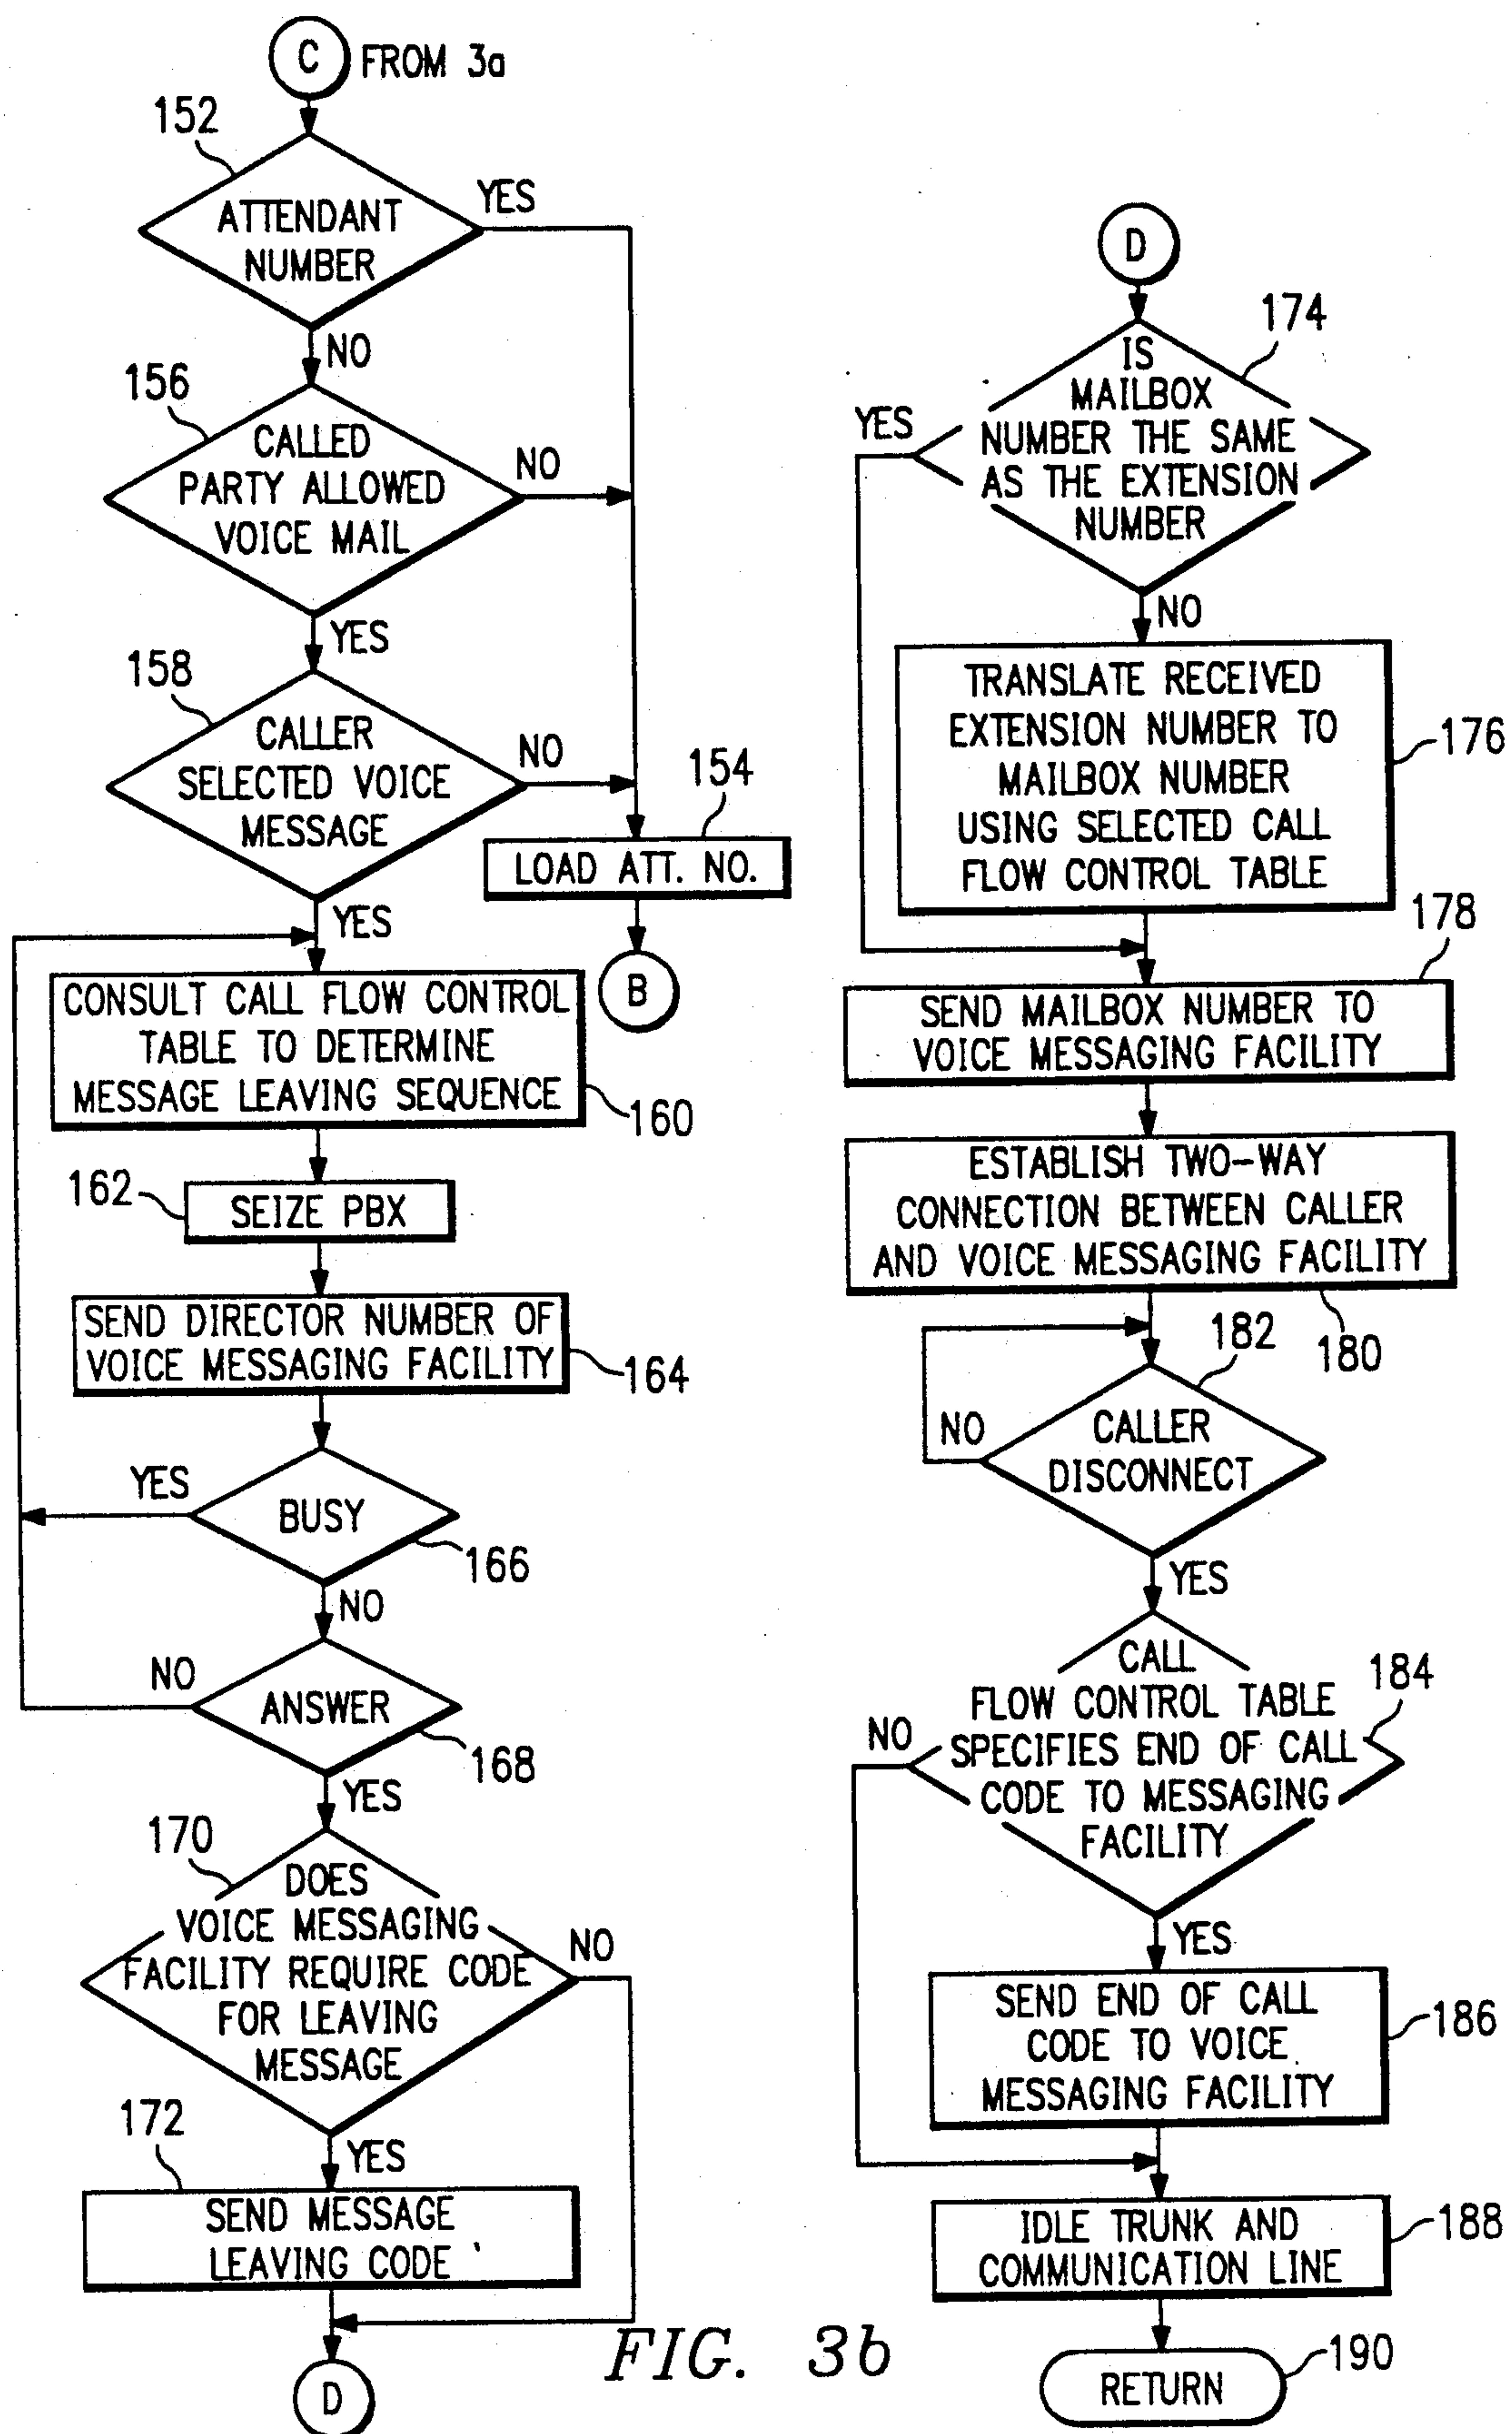 C FROM 3a
152
ATTENDANT
NUMBER
YES
NO
156
CALLED
PARTY ALLOWED
VOICE MAIL
NO
YES
158
CALLER
SELECTED VOICE
MESSAGE
NO
YES
154
LOAD ATT. NO.
B
CONSULT CALL FLOW CONTROL
TABLE TO DETERMINE
MESSAGE LEAVING SEQUENCE
160
162
SEIZE PBX
SEND DIRECTOR NUMBER OF
VOICE MESSAGING FACILITY
164
YES
BUSY
166
NO
NO
ANSWER
168
YES
170
DOES
VOICE MESSAGING
FACILITY REQUIRE CODE
FOR LEAVING
MESSAGE
NO
YES
172
SEND MESSAGE
LEAVING CODE
D
D
174
IS
MAILBOX
NUMBER THE SAME
AS THE EXTENSION
NUMBER
YES
NO
TRANSLATE RECEIVED
EXTENSION NUMBER TO
MAILBOX NUMBER
USING SELECTED CALL
FLOW CONTROL TABLE
176
178
SEND MAILBOX NUMBER TO
VOICE MESSAGING FACILITY
ESTABLISH TWO-WAY
CONNECTION BETWEEN CALLER
AND VOICE MESSAGING FACILITY
180
182
NO
CALLER
DISCONNECT
YES
CALL
FLOW CONTROL TABLE
SPECIFIES END OF CALL
CODE TO MESSAGING
FACILITY
184
NO
YES
SEND END OF CALL
CODE TO VOICE
MESSAGING FACILITY
186
IDLE TRUNK AND
COMMUNICATION LINE
188
RETURN
190
FIG. 3b